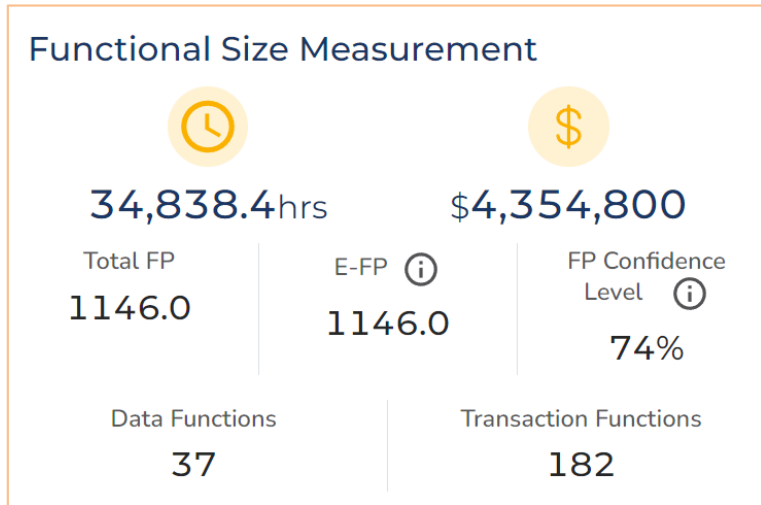 Functional Size Measurement
$
34,838.4hrs
$4,354,800
Total FP
1146.0
E-FP i
1146.0
FP Confidence
Level i
74%
Data Functions
37
Transaction Functions
182